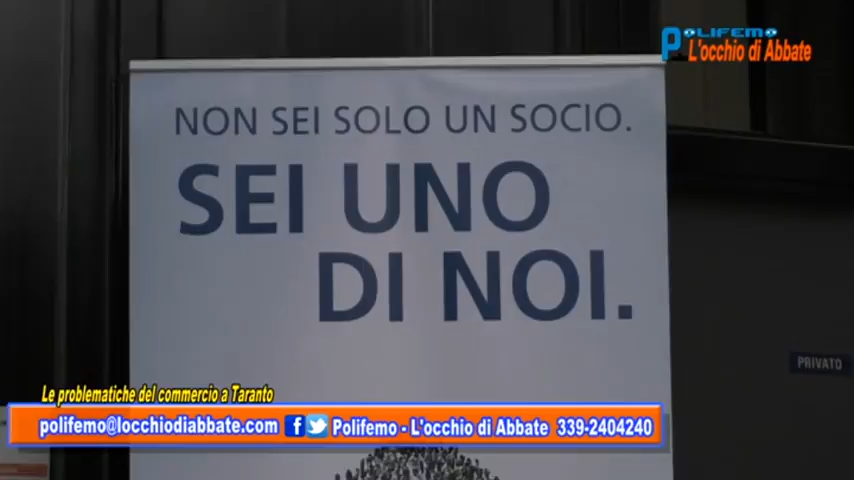 POLIFEMO
L'occhio di Abbate
NON SEI SOLO UN SOCIO.
SEI UNO
DI NOI.
PRIVATO
Le problematiche del commercio a Taranto
polifemo@locchiodiabbate.com f Polifemo - L'occhio di Abbate 339-2404240